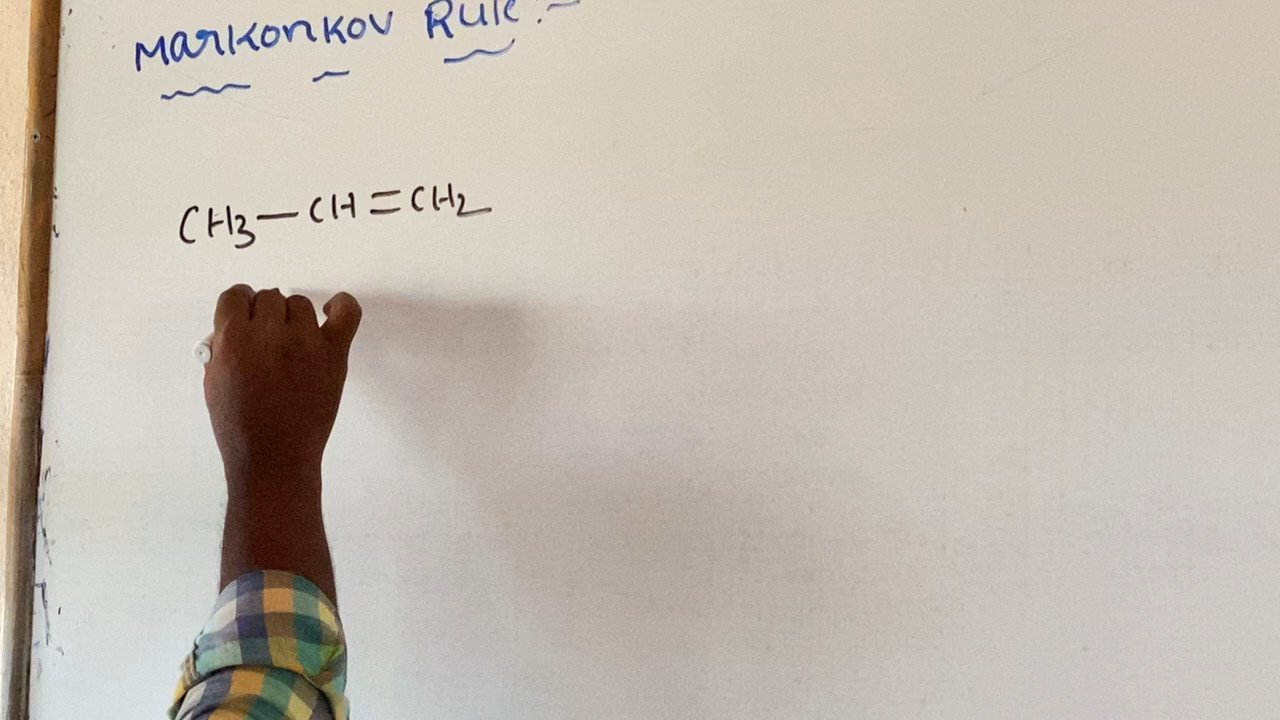 Markonkov Rule :-
CH3 — CH = CH2